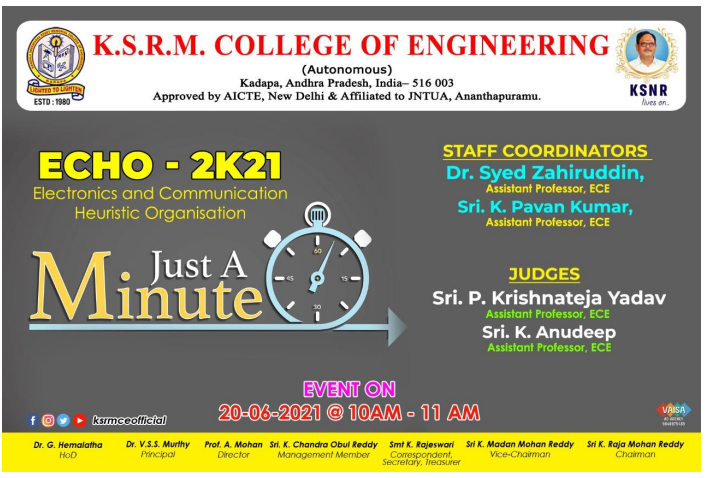 K.S.R.M. COLLEGE OF ENGINEERING
(Autonomous)
Kadapa, Andhra Pradesh, India– 516 003
Approved by AICTE, New Delhi & Affiliated to JNTUA, Ananthapuramu.
LIGHTED TO LIGHTEN
ESTD : 1980
KSNR
lives on..
ECHO - 2K21
Electronics and Communication
Heuristic Organisation
Just A
Minute
60
45
15
30
STAFF COORDINATORS
Dr. Syed Zahiruddin,
Assistant Professor, ECE
Sri. K. Pavan Kumar,
Assistant Professor, ECE
JUDGES
Sri. P. Krishnateja Yadav
Assistant Professor, ECE
Sri. K. Anudeep
Assistant Professor, ECE
EVENT ON
20-06-2021 @ 10AM - 11 AM
ksrmceofficial
VAISA
Dr. G. Hemalatha
HoD
Dr. V.S.S. Murthy
Principal
Prof. A. Mohan
Director
Sri. K. Chandra Obul Reddy
Management Member
Smt K. Rajeswari
Correspondent,
Secretary, Treasurer
Sri K. Madan Mohan Reddy
Vice-Chairman
Sri K. Raja Mohan Reddy
Chairman